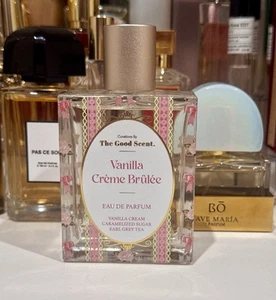 Creations By
The Good Scent.
Vanilla
Crème Brûlée
EAU DE PARFUM
VANILLA CREAM
CARAMELIZED SUGAR
EARL GREY TEA
PAS CE SO
BŌ
AVE MARÍA